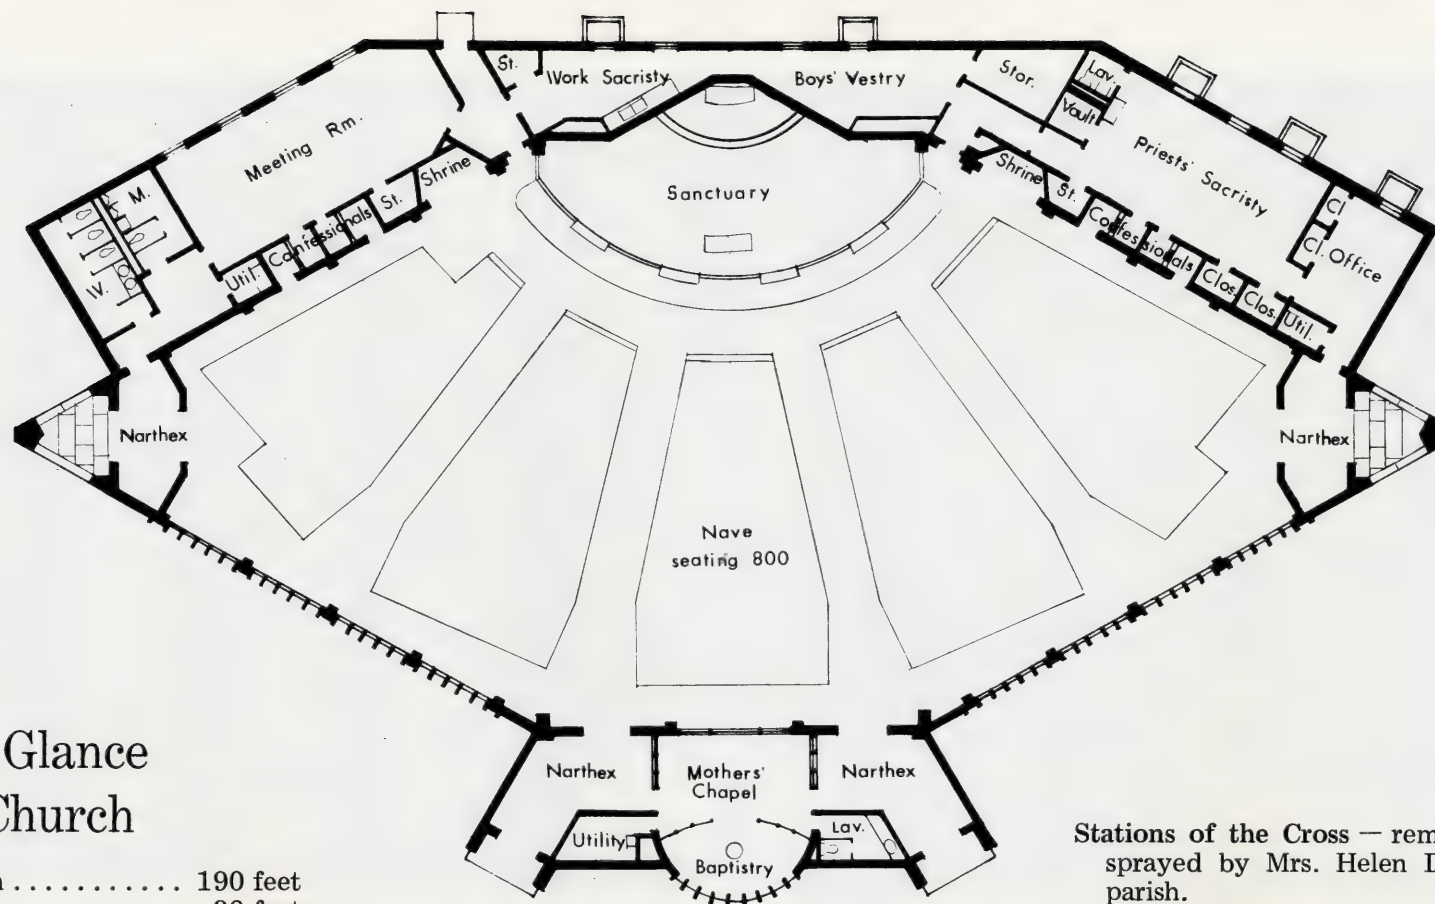 St.
Work Sacristy
Boys' Vestry
Stor.
Lav.
Vault
Meeting Rm.
Shrine
Sanctuary
Shrine
Priests' Sacristy
M.
St.
St.
Cl
Confessionals
Confessionals
Cl.
Office
W.
Util.
Clos.
Clos.
Util.
Narthex
Narthex
Nave
seating 800
Glance
Church
Narthex
Mothers'
Chapel
Narthex
Utility
Lav.
Baptistry
190 feet
Stations of the Cross —
sprayed by Mrs. Helen
parish.